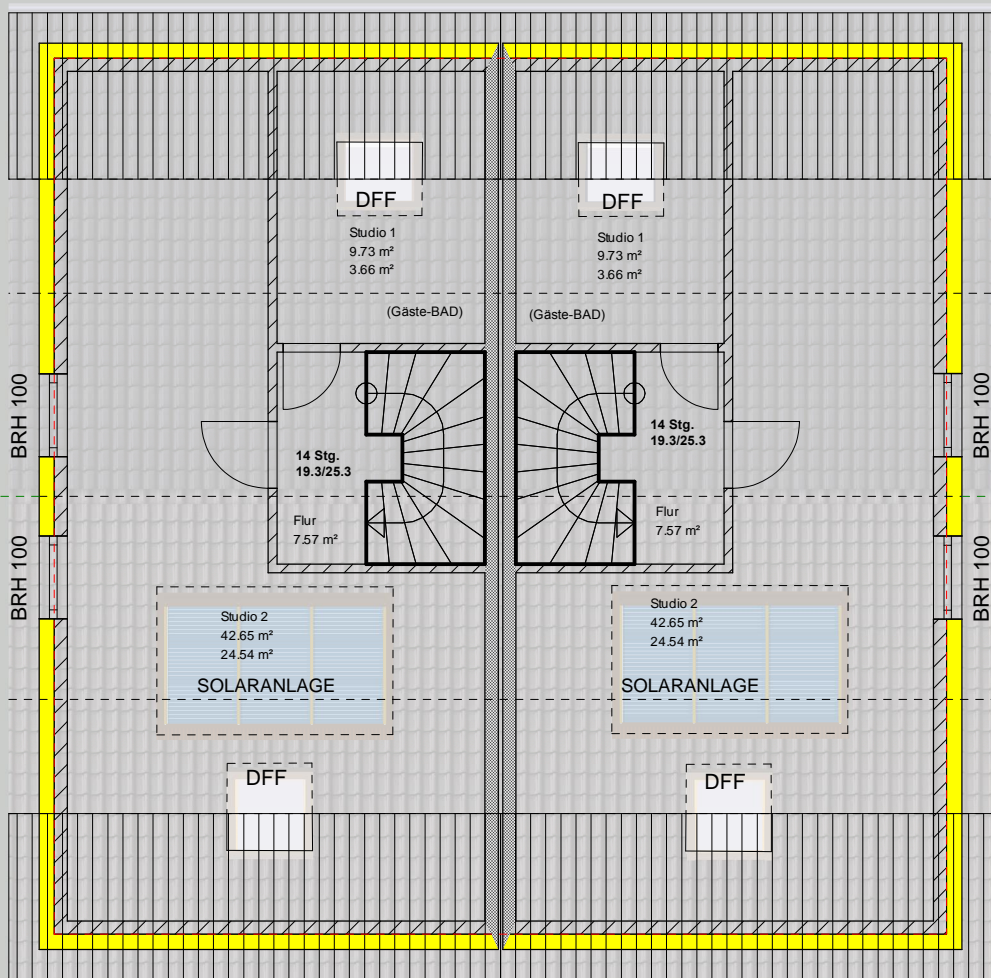 DFF
DFF
Studio 1
9.73 m²
3.66 m²
Studio 1
9.73 m²
3.66 m²
(Gäste-BAD)
(Gäste-BAD)
BRH 100
BRH 100
14 Stg.
19.3/25.3
14 Stg.
19.3/25.3
Flur
7.57 m²
Flur
7.57 m²
BRH 100
BRH 100
Studio 2
42.65 m²
24.54 m²
SOLARANLAGE
Studio 2
42.65 m²
24.54 m²
SOLARANLAGE
DFF
DFF